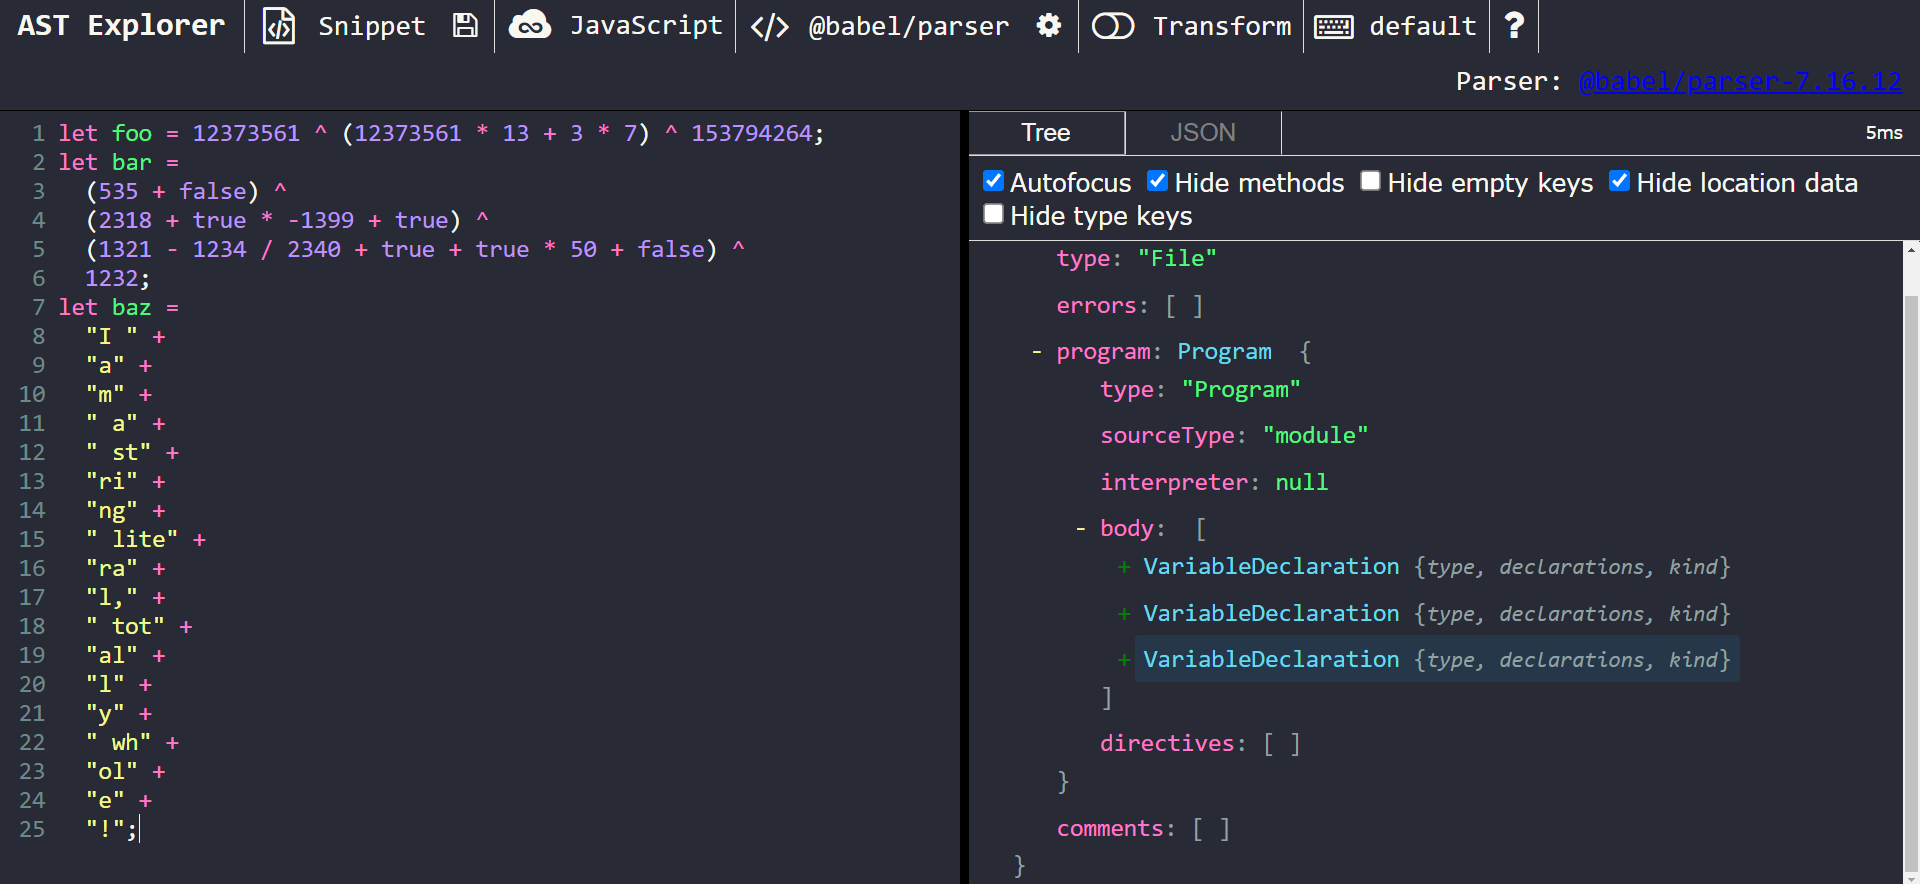 AST Explorer Snippet JavaScript </> @babel/parser Transform default ?
Parser: @babel/parser-7.16.12
1 let foo = 12373561 ^ (12373561 * 13 + 3 * 7) ^ 153794264;
2 let bar =
3   (535 + false) ^
4   (2318 + true * -1399 + true) ^
5   (1321 - 1234 / 2340 + true + true * 50 + false) ^
6   1232;
7 let baz =
8   "I " +
9   "a" +
10   "m" +
11   " a" +
12   " st" +
13   "ri" +
14   "ng" +
15   " lite" +
16   "ra" +
17   "l," +
18   " tot" +
19   "al" +
20   "l" +
21   "y" +
22   " wh" +
23   "ol" +
24   "e" +
25   "!";
Tree JSON 5ms
Autofocus Hide methods Hide empty keys Hide location data
Hide type keys
type: "File"
errors: [ ]
- program: Program {
type: "Program"
sourceType: "module"
interpreter: null
- body: [
+ VariableDeclaration {type, declarations, kind}
+ VariableDeclaration {type, declarations, kind}
+ VariableDeclaration {type, declarations, kind}
]
directives: [ ]
}
comments: [ ]
}